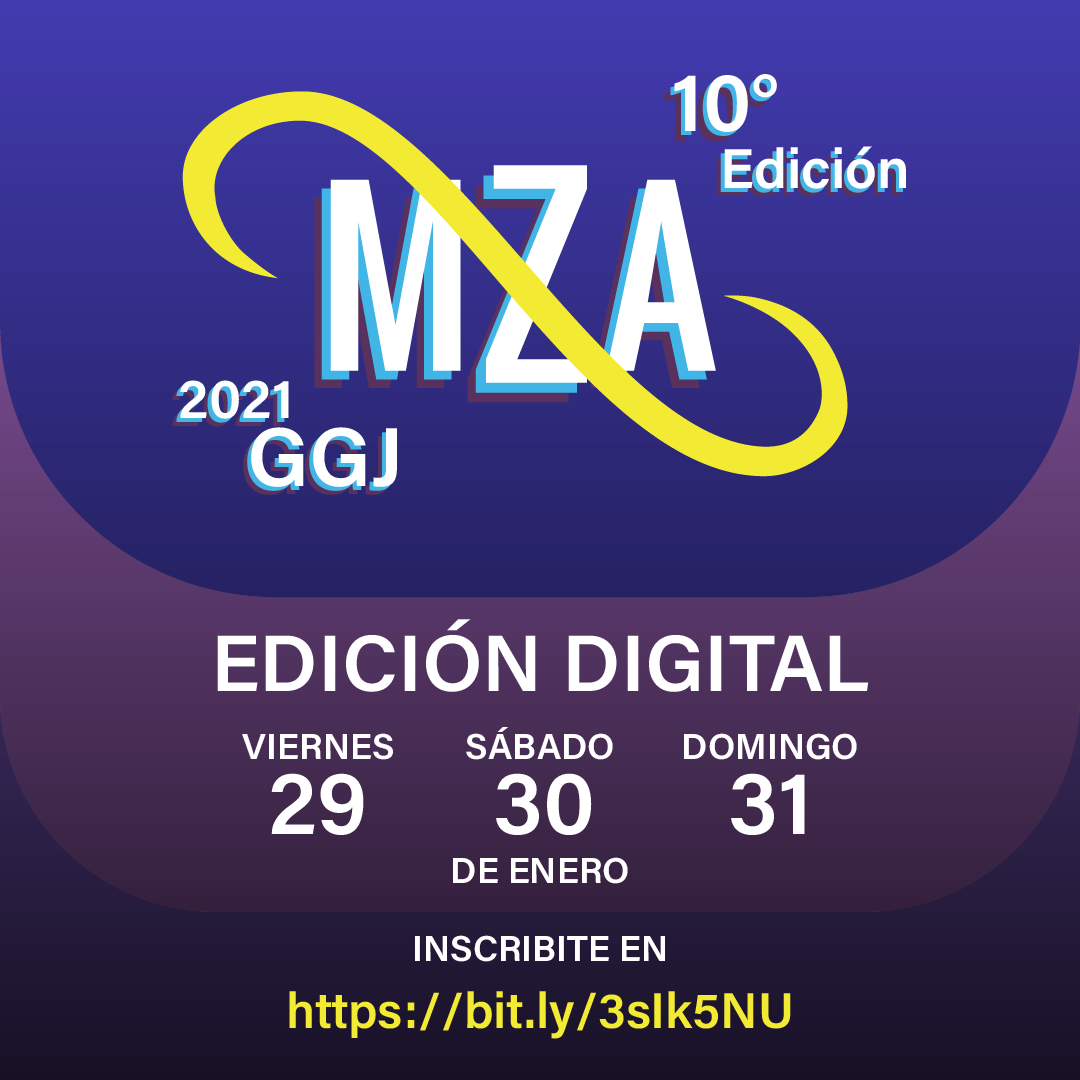 10°
Edición
MZA
2021
GGJ
EDICIÓN DIGITAL
VIERNES SÁBADO DOMINGO
29 30 31
DE ENERO
INSCRIBITE EN
https://bit.ly/3sIk5NU